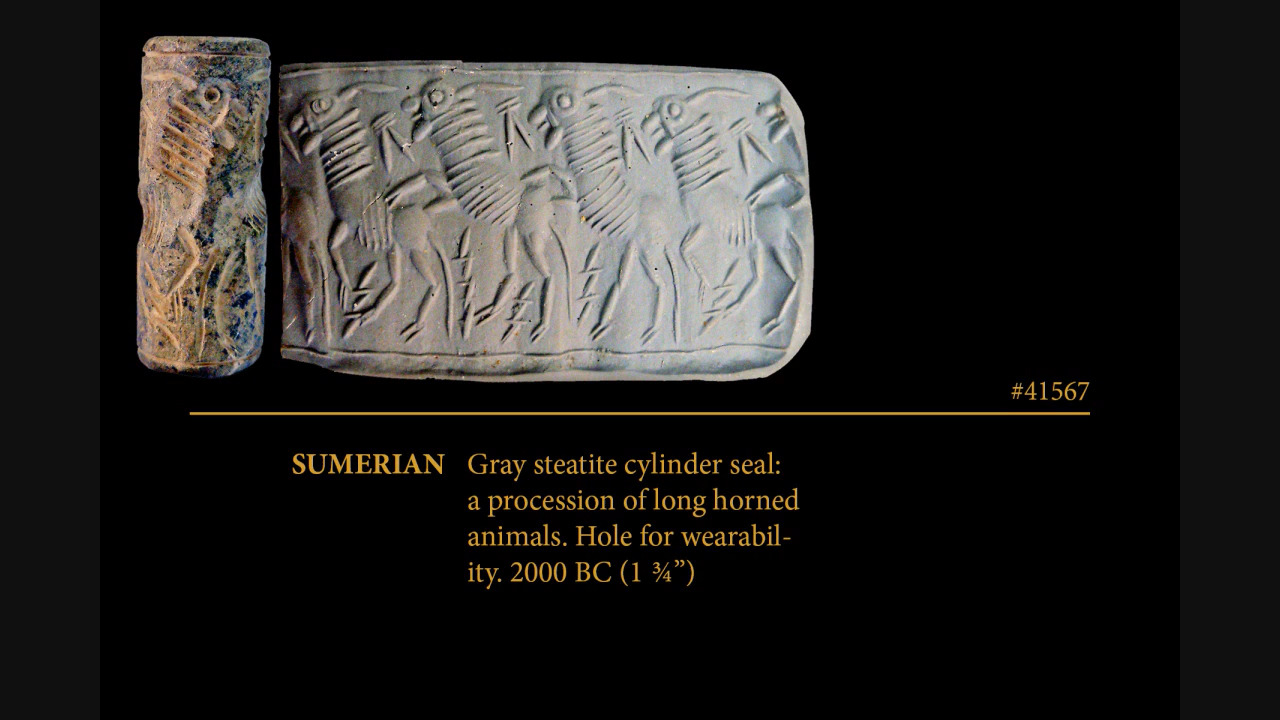 #41567
SUMERIAN Gray steatite cylinder seal:
a procession of long horned
animals. Hole for wearabil-
ity. 2000 BC (1 ¾”)